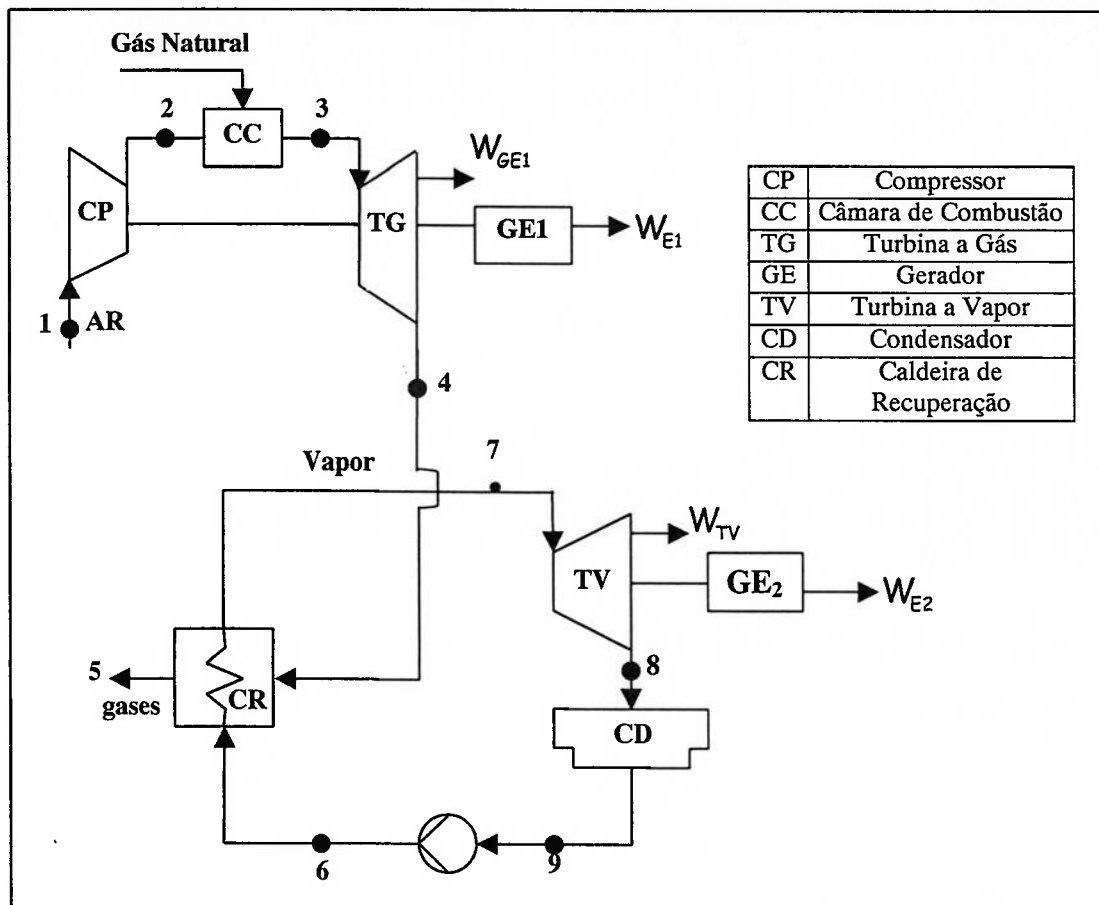 Gás Natural
2
3
CC
W_GE1
CP
TG
GE1
W_E1
1
AR
4
CP Compressor
CC Câmara de Combustão
TG Turbina a Gás
GE Gerador
TV Turbina a Vapor
CD Condensador
CR Caldeira de
Recuperação
Vapor
7
W_TV
TV
GE₂
W_E2
8
5
gases
CR
CD
6
9